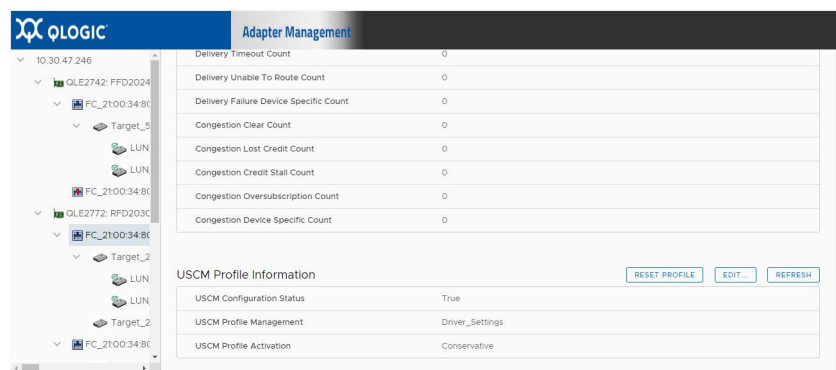 QLOGIC
Adapter Management
10.30.47.246
QLE2742: FFD2024
FC_21:00:34:80
Target_5
LUN
LUN
FC_21:00:34:80
QLE2772: RFD2030
FC_21:00:34:80
Target_2
LUN
LUN
Target_2
FC_21:00:34:80
Delivery Timeout Count 0
Delivery Unable To Route Count 0
Delivery Failure Device Specific Count 0
Congestion Clear Count 0
Congestion Lost Credit Count 0
Congestion Credit Stall Count 0
Congestion Oversubscription Count 0
Congestion Device Specific Count 0
USCM Profile Information RESET PROFILE EDIT... REFRESH
USCM Configuration Status True
USCM Profile Management Driver_Settings
USCM Profile Activation Conservative